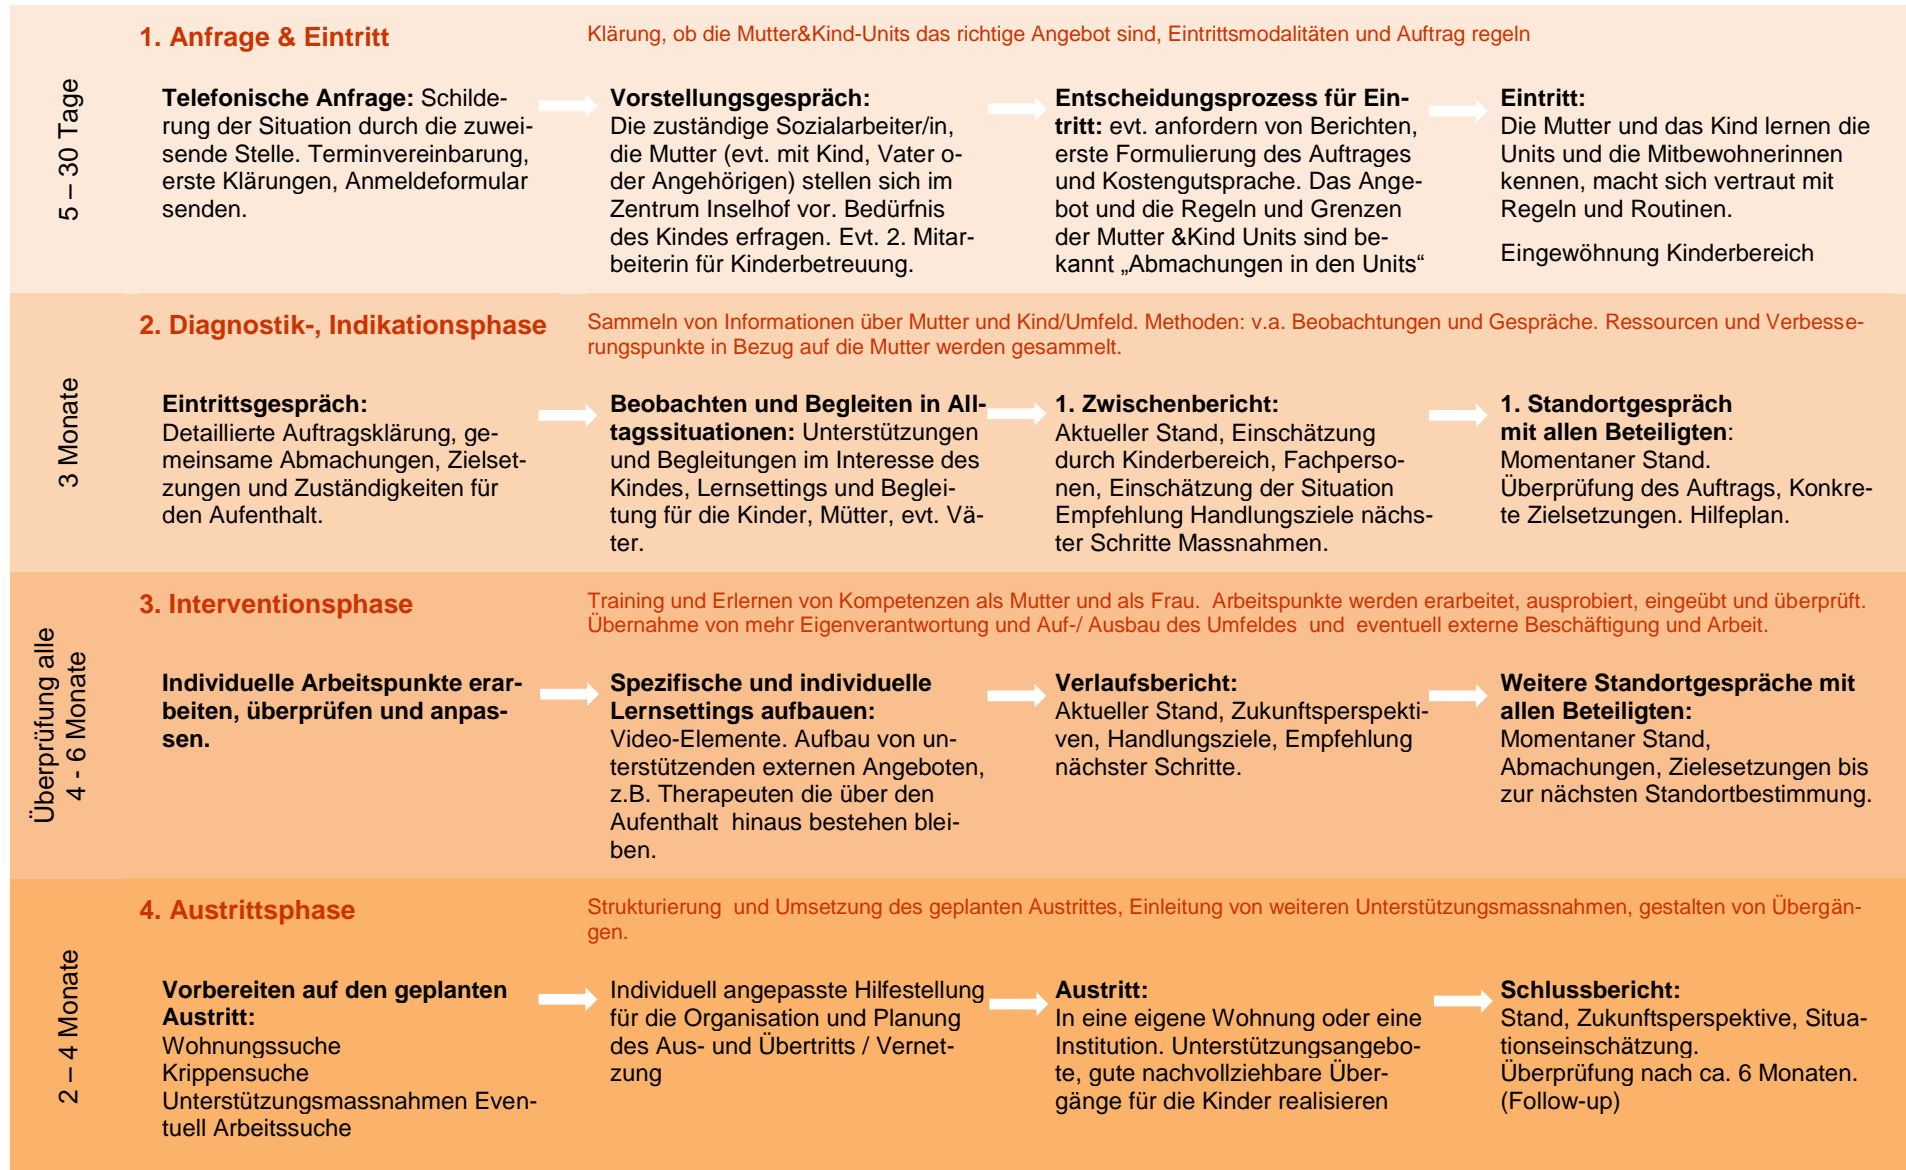 1. Anfrage & Eintritt
Klärung, ob die Mutter&Kind-Units das richtige Angebot sind, Eintrittsmodalitäten und Auftrag regeln
5 – 30 Tage
Telefonische Anfrage: Schilde-
rung der Situation durch die zuwei-
sende Stelle. Terminvereinbarung,
erste Klärungen, Anmeldeformular
senden.
Vorstellungsgespräch:
Die zuständige Sozialarbeiter/in,
die Mutter (evt. mit Kind, Vater o-
der Angehörigen) stellen sich im
Zentrum Inselhof vor. Bedürfnis
des Kindes erfragen. Evt. 2. Mitar-
beiterin für Kinderbetreuung.
Entscheidungsprozess für Ein-
tritt: evt. anfordern von Berichten,
erste Formulierung des Auftrages
und Kostengutsprache. Das Ange-
bot und die Regeln und Grenzen
der Mutter &Kind Units sind be-
kannt „Abmachungen in den Units“
Eintritt:
Die Mutter und das Kind lernen die
Units und die Mitbewohnerinnen
kennen, macht sich vertraut mit
Regeln und Routinen.
Eingewöhnung Kinderbereich
2. Diagnostik-, Indikationsphase
Sammeln von Informationen über Mutter und Kind/Umfeld. Methoden: v.a. Beobachtungen und Gespräche. Ressourcen und Verbesse-
rungspunkte in Bezug auf die Mutter werden gesammelt.
3 Monate
Eintrittsgespräch:
Detaillierte Auftragsklärung, ge-
meinsame Abmachungen, Zielset-
zungen und Zuständigkeiten für
den Aufenthalt.
Beobachten und Begleiten in All-
tagssituationen: Unterstützungen
und Begleitungen im Interesse des
Kindes, Lernsettings und Beglei-
tung für die Kinder, Mütter, evt. Vä-
ter.
1. Zwischenbericht:
Aktueller Stand, Einschätzung
durch Kinderbereich, Fachperso-
nen, Einschätzung der Situation
Empfehlung Handlungsziele nächs-
ter Schritte Massnahmen.
1. Standortgespräch
mit allen Beteiligten:
Momentaner Stand.
Überprüfung des Auftrags, Konkre-
te Zielsetzungen. Hilfeplan.
3. Interventionsphase
Training und Erlernen von Kompetenzen als Mutter und als Frau.  Arbeitspunkte werden erarbeitet, ausprobiert, eingeübt und überprüft.
Übernahme von mehr Eigenverantwortung und Auf-/ Ausbau des Umfeldes  und  eventuell externe Beschäftigung und Arbeit.
Überprüfung alle
4 - 6 Monate
Individuelle Arbeitspunkte erar-
beiten, überprüfen und anpas-
sen.
Spezifische und individuelle
Lernsettings aufbauen:
Video-Elemente. Aufbau von un-
terstützenden externen Angeboten,
z.B. Therapeuten die über den
Aufenthalt  hinaus bestehen blei-
ben.
Verlaufsbericht:
Aktueller Stand, Zukunftsperspekti-
ven, Handlungsziele, Empfehlung
nächster Schritte.
Weitere Standortgespräche mit
allen Beteiligten:
Momentaner Stand,
Abmachungen, Zielesetzungen bis
zur nächsten Standortbestimmung.
4. Austrittsphase
Strukturierung  und Umsetzung des geplanten Austrittes, Einleitung von weiteren Unterstützungsmassnahmen, gestalten von Übergän-
gen.
2 – 4 Monate
Vorbereiten auf den geplanten
Austritt:
Wohnungssuche
Krippensuche
Unterstützungsmassnahmen Even-
tuell Arbeitssuche
Individuell angepasste Hilfestellung
für die Organisation und Planung
des Aus- und Übertritts / Vernet-
zung
Austritt:
In eine eigene Wohnung oder eine
Institution. Unterstützungsangebo-
te, gute nachvollziehbare Über-
gänge für die Kinder realisieren
Schlussbericht:
Stand, Zukunftsperspektive, Situa-
tionseinschätzung.
Überprüfung nach ca. 6 Monaten.
(Follow-up)